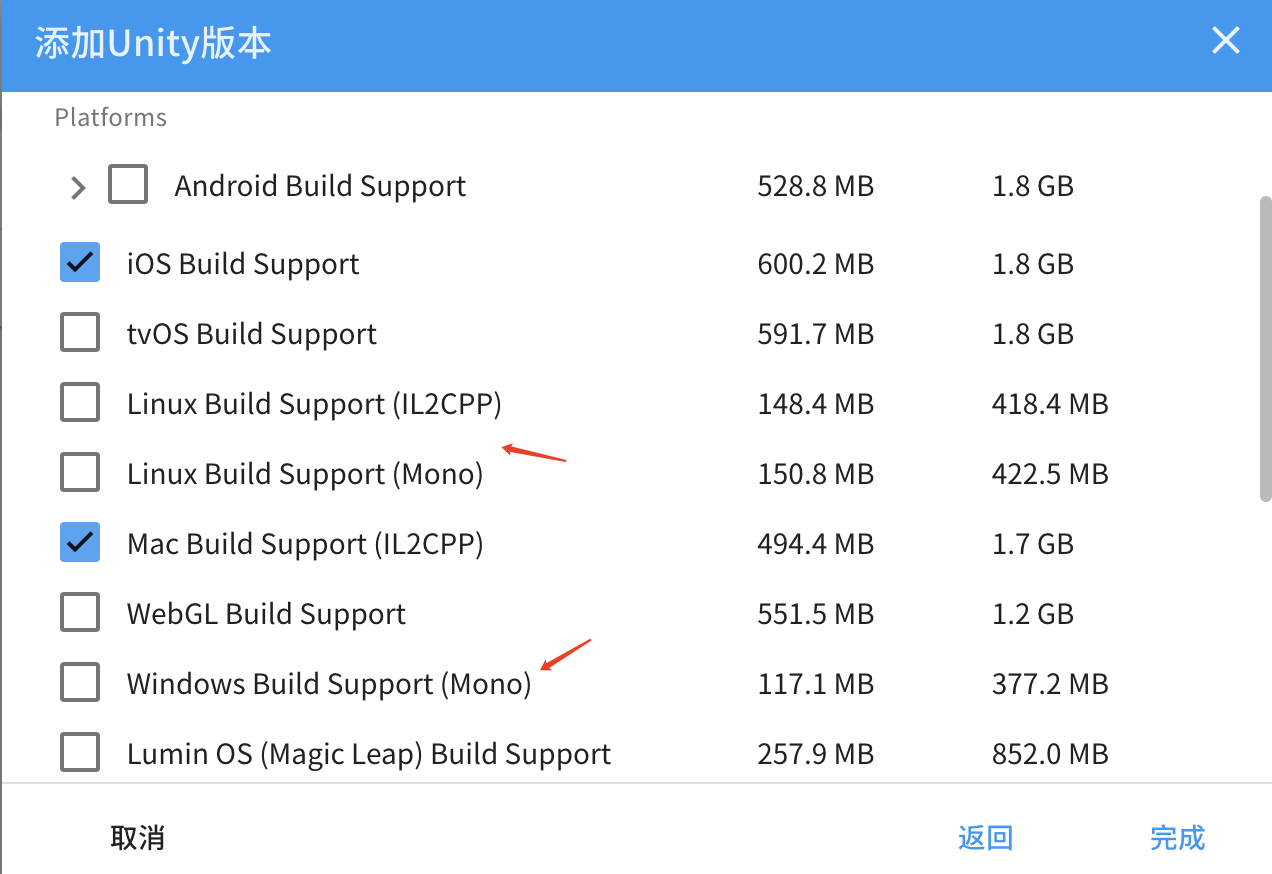 添加Unity版本
Platforms
Android Build Support 528.8 MB 1.8 GB
iOS Build Support 600.2 MB 1.8 GB
tvOS Build Support 591.7 MB 1.8 GB
Linux Build Support (IL2CPP) 148.4 MB 418.4 MB
Linux Build Support (Mono) 150.8 MB 422.5 MB
Mac Build Support (IL2CPP) 494.4 MB 1.7 GB
WebGL Build Support 551.5 MB 1.2 GB
Windows Build Support (Mono) 117.1 MB 377.2 MB
Lumin OS (Magic Leap) Build Support 257.9 MB 852.0 MB
取消 返回 完成